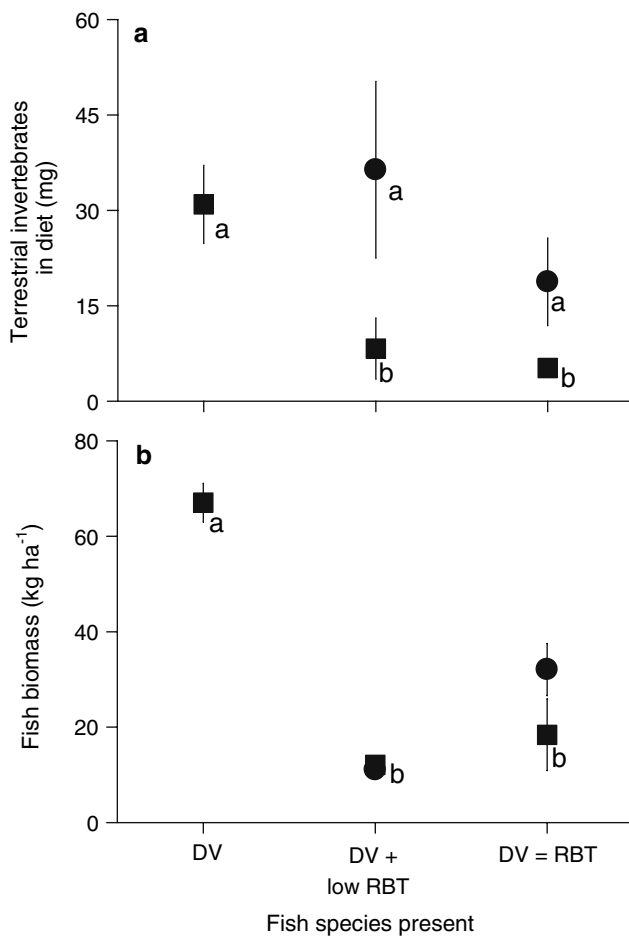 a
60
45
30
15
0
Terrestrial invertebrates
in diet (mg)
a
a
b
a
b
b
80
60
40
20
0
Fish biomass (kg ha⁻¹)
a
b
b
DV
DV +
low RBT
DV = RBT
Fish species present